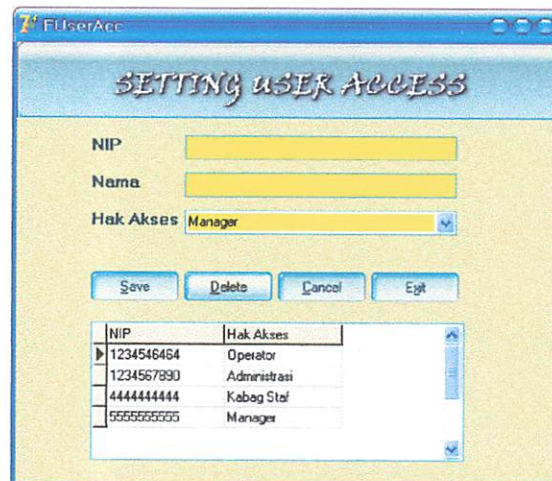 FUserAcc
SETTING USER ACCESS
NIP
Nama
Hak Akses Manager
Save Delete Cancel Exit
NIP Hak Akses
1234546464 Operator
1234567890 Administrasi
4444444444 Kabag Staf
5555555555 Manager